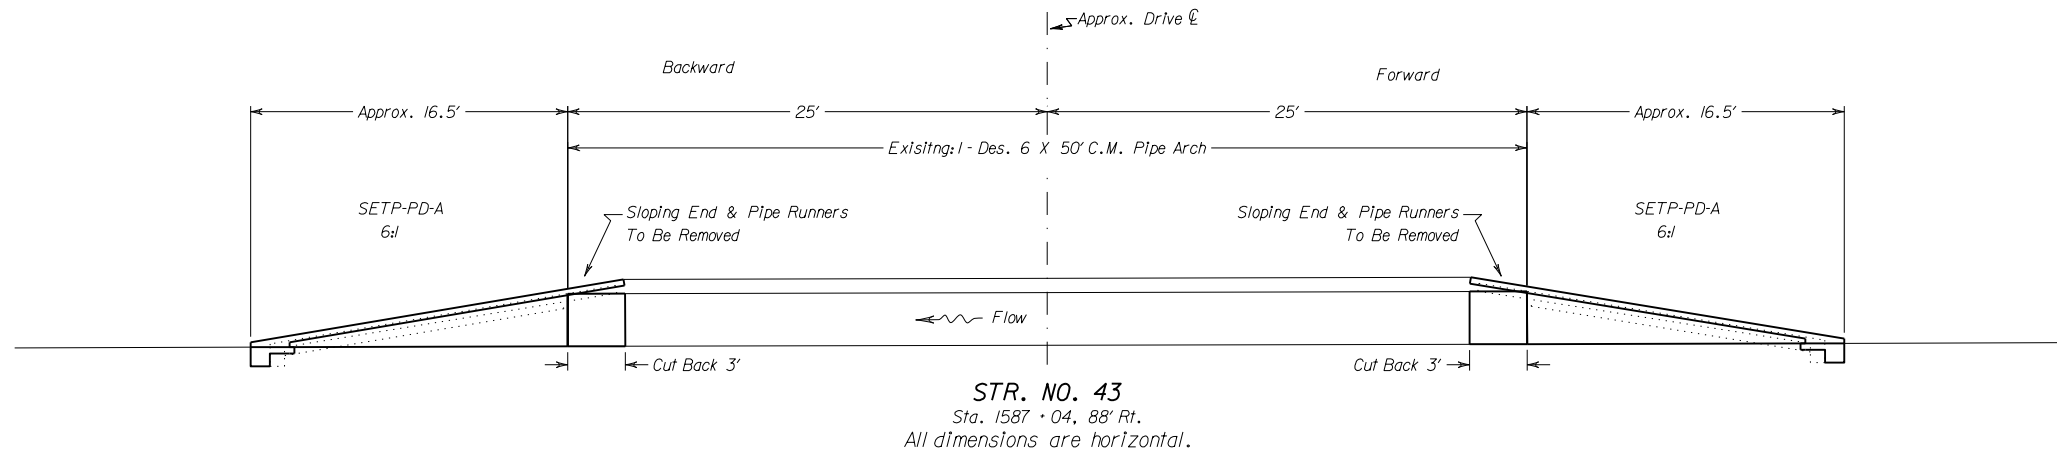 Approx. Drive ℄
Backward
Forward
Approx. 16.5'
25'
25'
Approx. 16.5'
Exisitng: 1 - Des. 6 X 50' C.M. Pipe Arch
SETP-PD-A
6:1
Sloping End & Pipe Runners
To Be Removed
Sloping End & Pipe Runners
To Be Removed
SETP-PD-A
6:1
Flow
Cut Back 3'
Cut Back 3'
STR. NO. 43
Sta. 1587 + 04, 88' Rt.
All dimensions are horizontal.